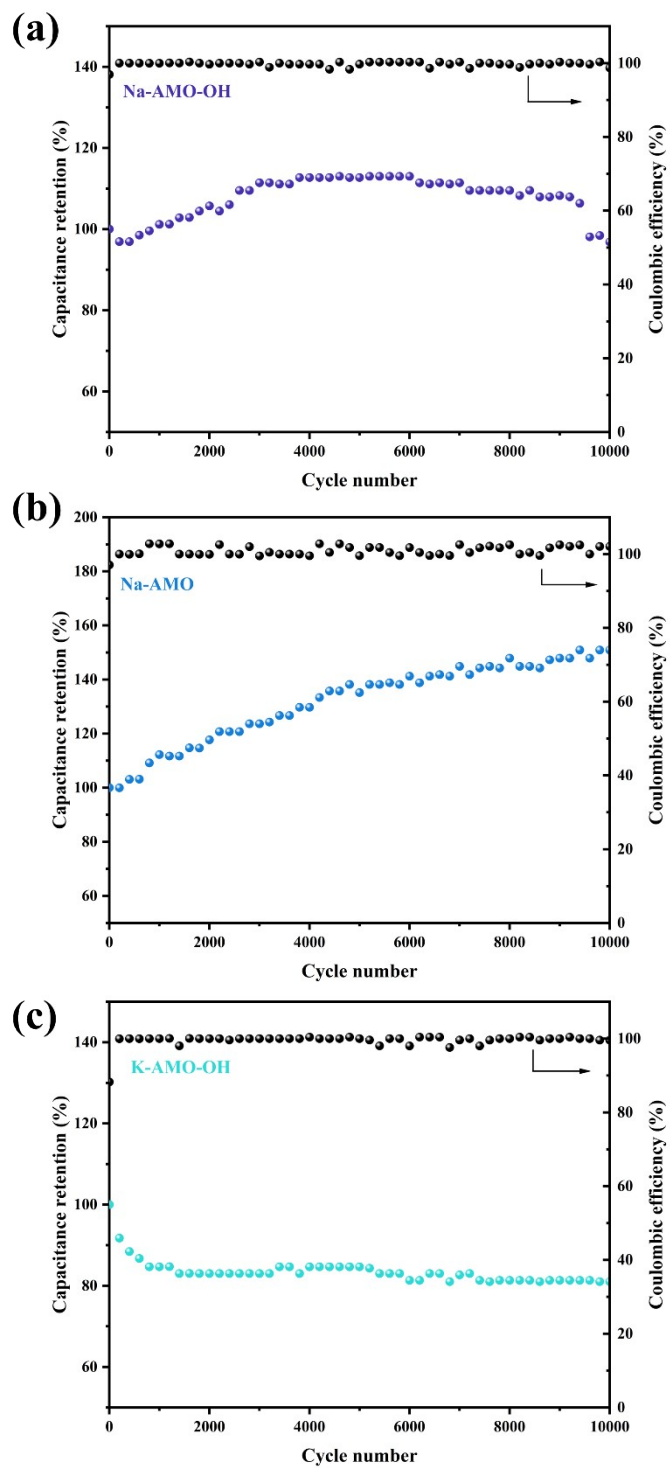 (a)
Na-AMO-OH
Capacitance retention (%)
140
120
100
80
60
Coulombic efficiency (%)
100
80
60
40
20
0
0 2000 4000 6000 8000 10000
Cycle number
(b)
Na-AMO
Capacitance retention (%)
200
180
160
140
120
100
80
60
Coulombic efficiency (%)
100
80
60
40
20
0
0 2000 4000 6000 8000 10000
Cycle number
(c)
K-AMO-OH
Capacitance retention (%)
140
120
100
80
60
Coulombic efficiency (%)
100
80
60
40
20
0
0 2000 4000 6000 8000 10000
Cycle number